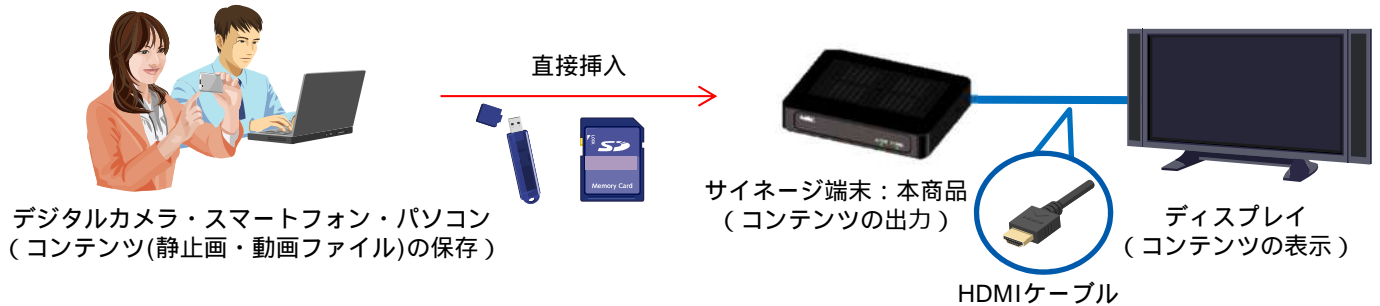 直接挿入
LOCK
SD
Memory Card
デジタルカメラ・スマートフォン・パソコン
(コンテンツ(静止画・動画ファイル)の保存)
サイネージ端末：本商品
(コンテンツの出力)
ディスプレイ
(コンテンツの表示)
HDMIケーブル